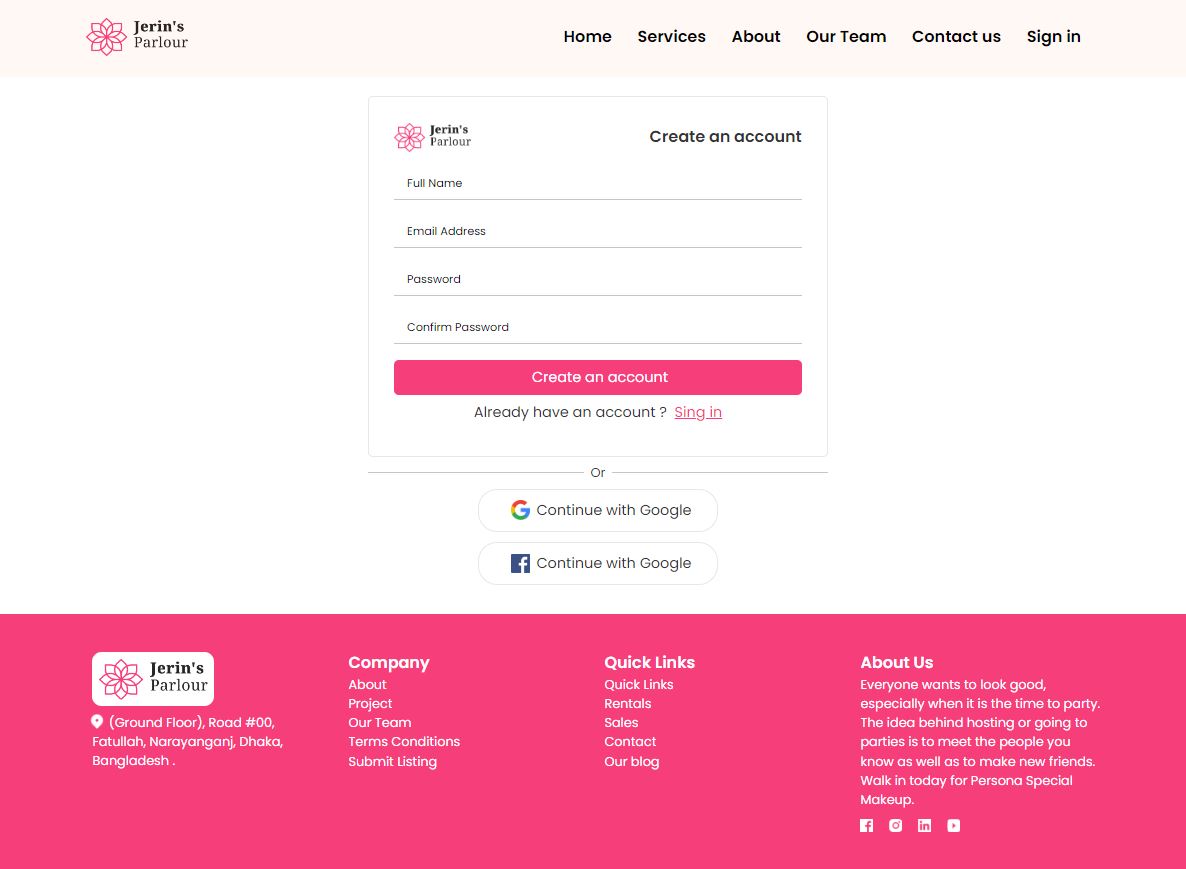 Jerin's
Parlour
Home Services About Our Team Contact us Sign in
Jerin's
Parlour
Create an account
Full Name
Email Address
Password
Confirm Password
Create an account
Already have an account ? Sing in
Or
Continue with Google
Continue with Google
Jerin's
Parlour
(Ground Floor), Road #00,
Fatullah, Narayanganj, Dhaka,
Bangladesh .
Company
About
Project
Our Team
Terms Conditions
Submit Listing
Quick Links
Quick Links
Rentals
Sales
Contact
Our blog
About Us
Everyone wants to look good,
especially when it is the time to party.
The idea behind hosting or going to
parties is to meet the people you
know as well as to make new friends.
Walk in today for Persona Special
Makeup.